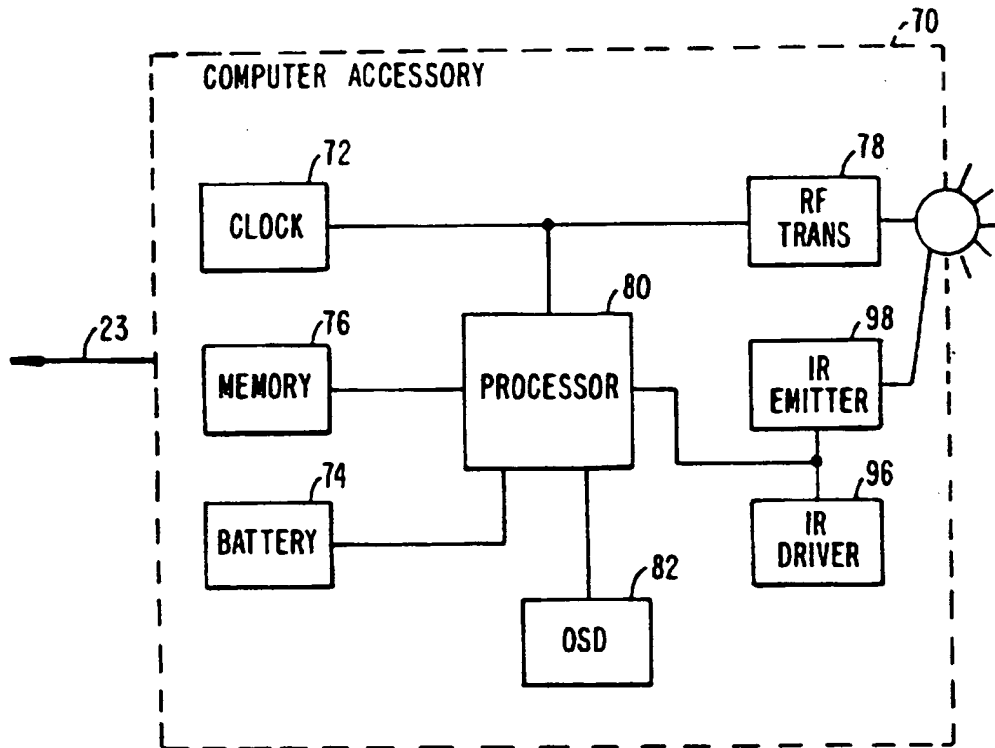 70
COMPUTER ACCESSORY
72
CLOCK
78
RF
TRANS
23
76
MEMORY
80
PROCESSOR
98
IR
EMITTER
74
BATTERY
96
IR
DRIVER
82
OSD